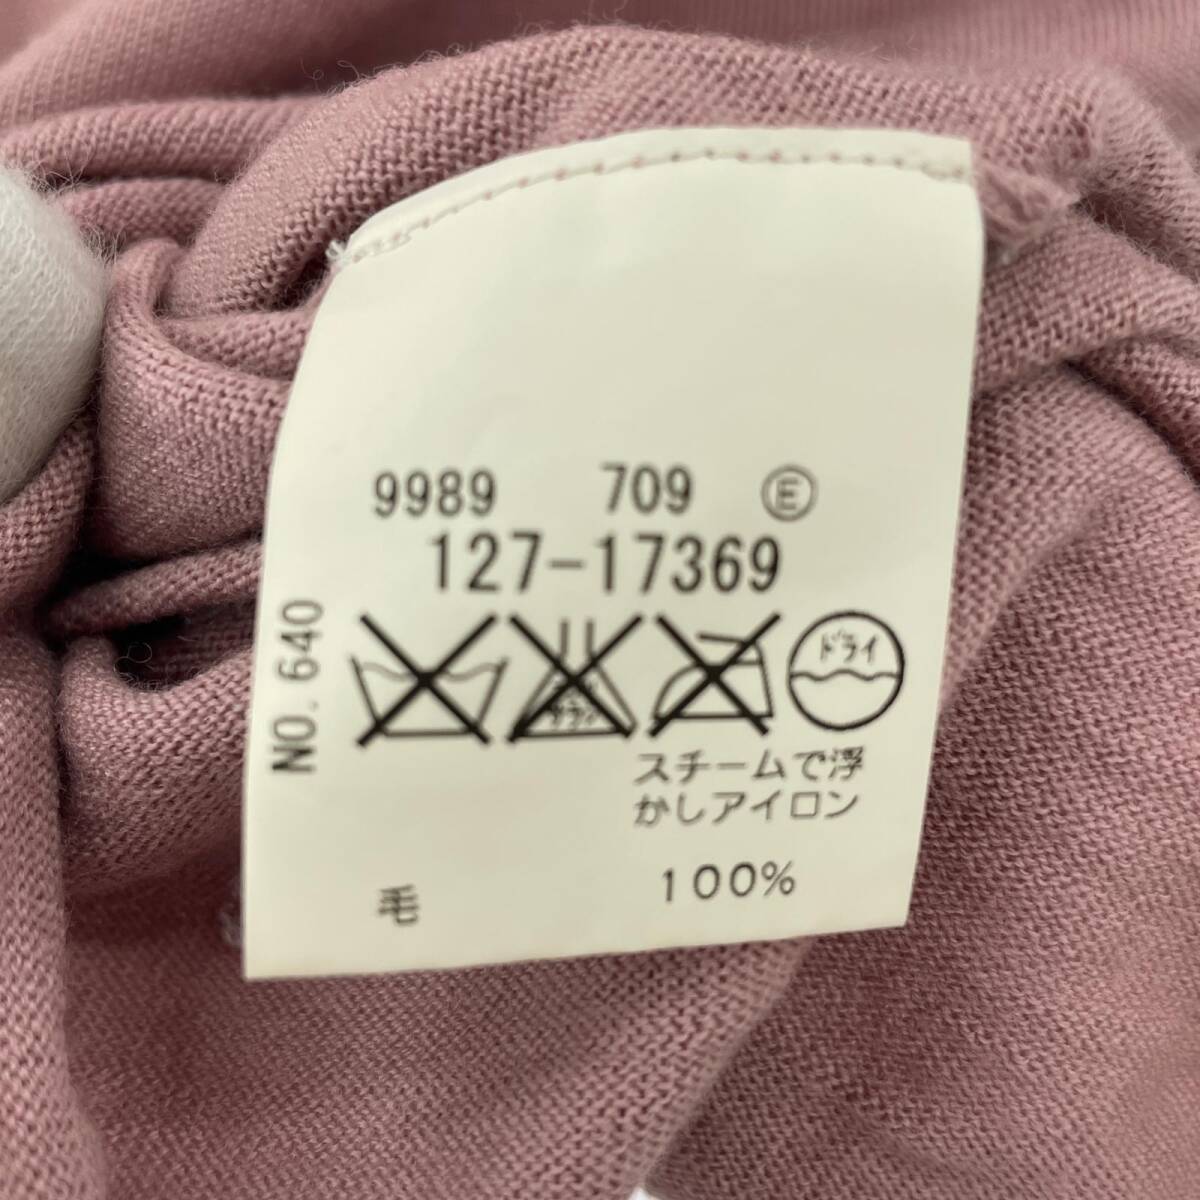 9989 709 Ⓔ
127-17369
NO. 640
ドライ
スチームで浮
かしアイロン
毛 100%